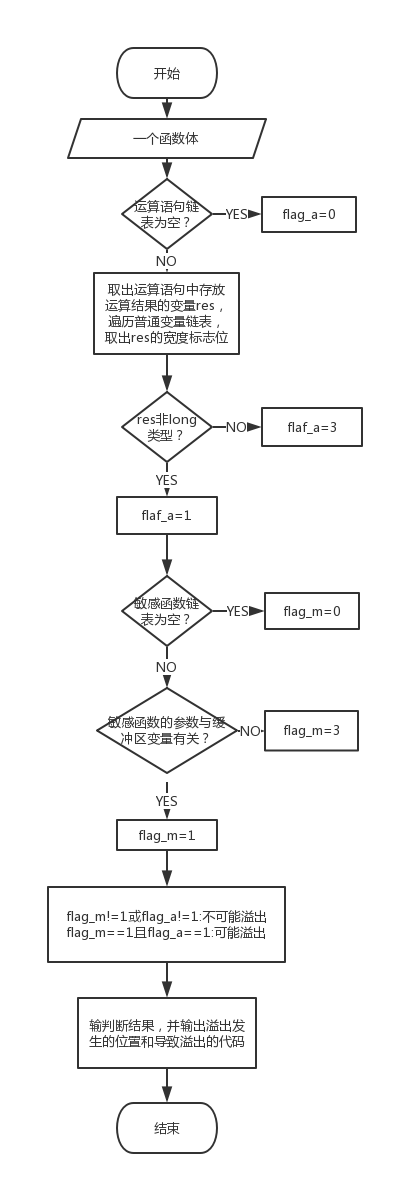 开始
一个函数体
运算语句链
表为空？
YES
flag_a=0
NO
取出运算语句中存放
运算结果的变量res，
遍历普通变量链表，
取出res的宽度标志位
res非long
类型？
NO
flaf_a=3
YES
flaf_a=1
敏感函数链
表为空？
YES
flag_m=0
NO
敏感函数的参数与缓
冲区变量有关？
NO
flag_m=3
YES
flag_m=1
flag_m!=1或flag_a!=1:不可能溢出
flag_m==1且flag_a==1:可能溢出
输判断结果，并输出溢出发
生的位置和导致溢出的代码
结束